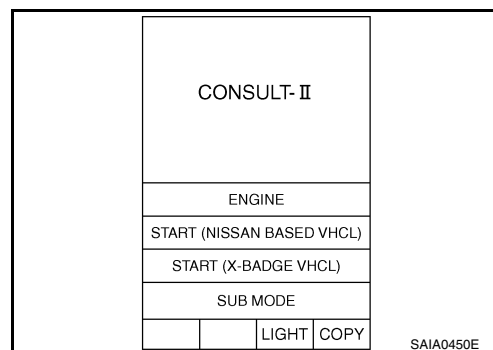 CONSULT-II
ENGINE
START (NISSAN BASED VHCL)
START (X-BADGE VHCL)
SUB MODE
LIGHT COPY
SAIA0450E